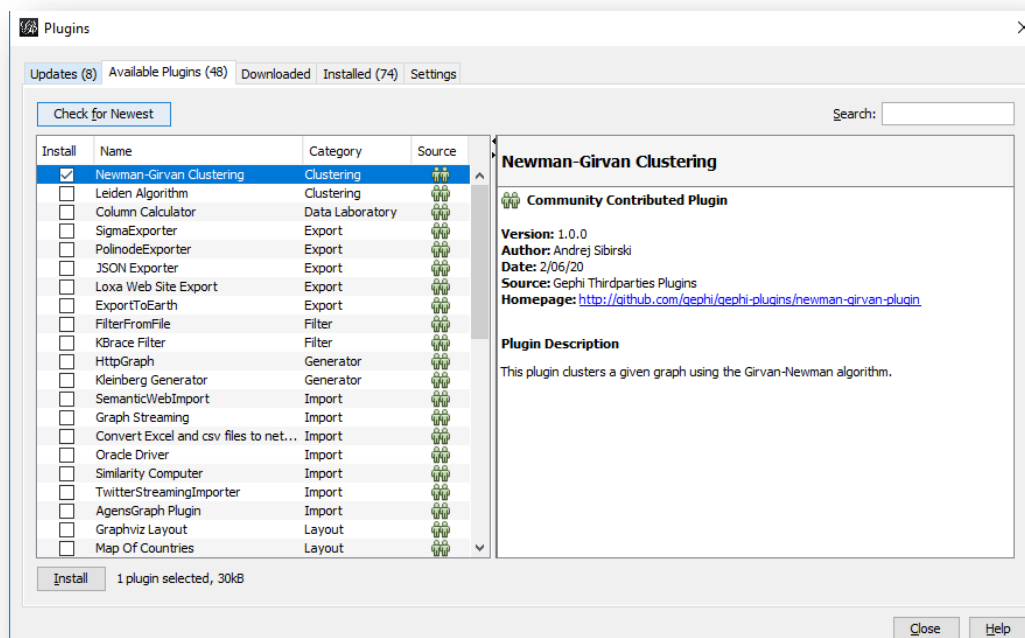 Plugins
Updates (8) Available Plugins (48) Downloaded Installed (74) Settings
Check for Newest
Search:
Install Name Category Source
Newman-Girvan Clustering Clustering
Leiden Algorithm Clustering
Column Calculator Data Laboratory
SigmaExporter Export
PolinodeExporter Export
JSON Exporter Export
Loxa Web Site Export Export
ExportToEarth Export
FilterFromFile Filter
KBrace Filter Filter
HttpGraph Generator
Kleinberg Generator Generator
SemanticWebImport Import
Graph Streaming Import
Convert Excel and csv files to net... Import
Oracle Driver Import
Similarity Computer Import
TwitterStreamingImporter Import
AgensGraph Plugin Import
Graphviz Layout Layout
Map Of Countries Layout
Newman-Girvan Clustering
Community Contributed Plugin
Version: 1.0.0
Author: Andrej Sibirski
Date: 2/06/20
Source: Gephi Thirdparties Plugins
Homepage: http://github.com/gephi/gephi-plugins/newman-girvan-plugin
Plugin Description
This plugin clusters a given graph using the Girvan-Newman algorithm.
Install 1 plugin selected, 30kB
Close Help